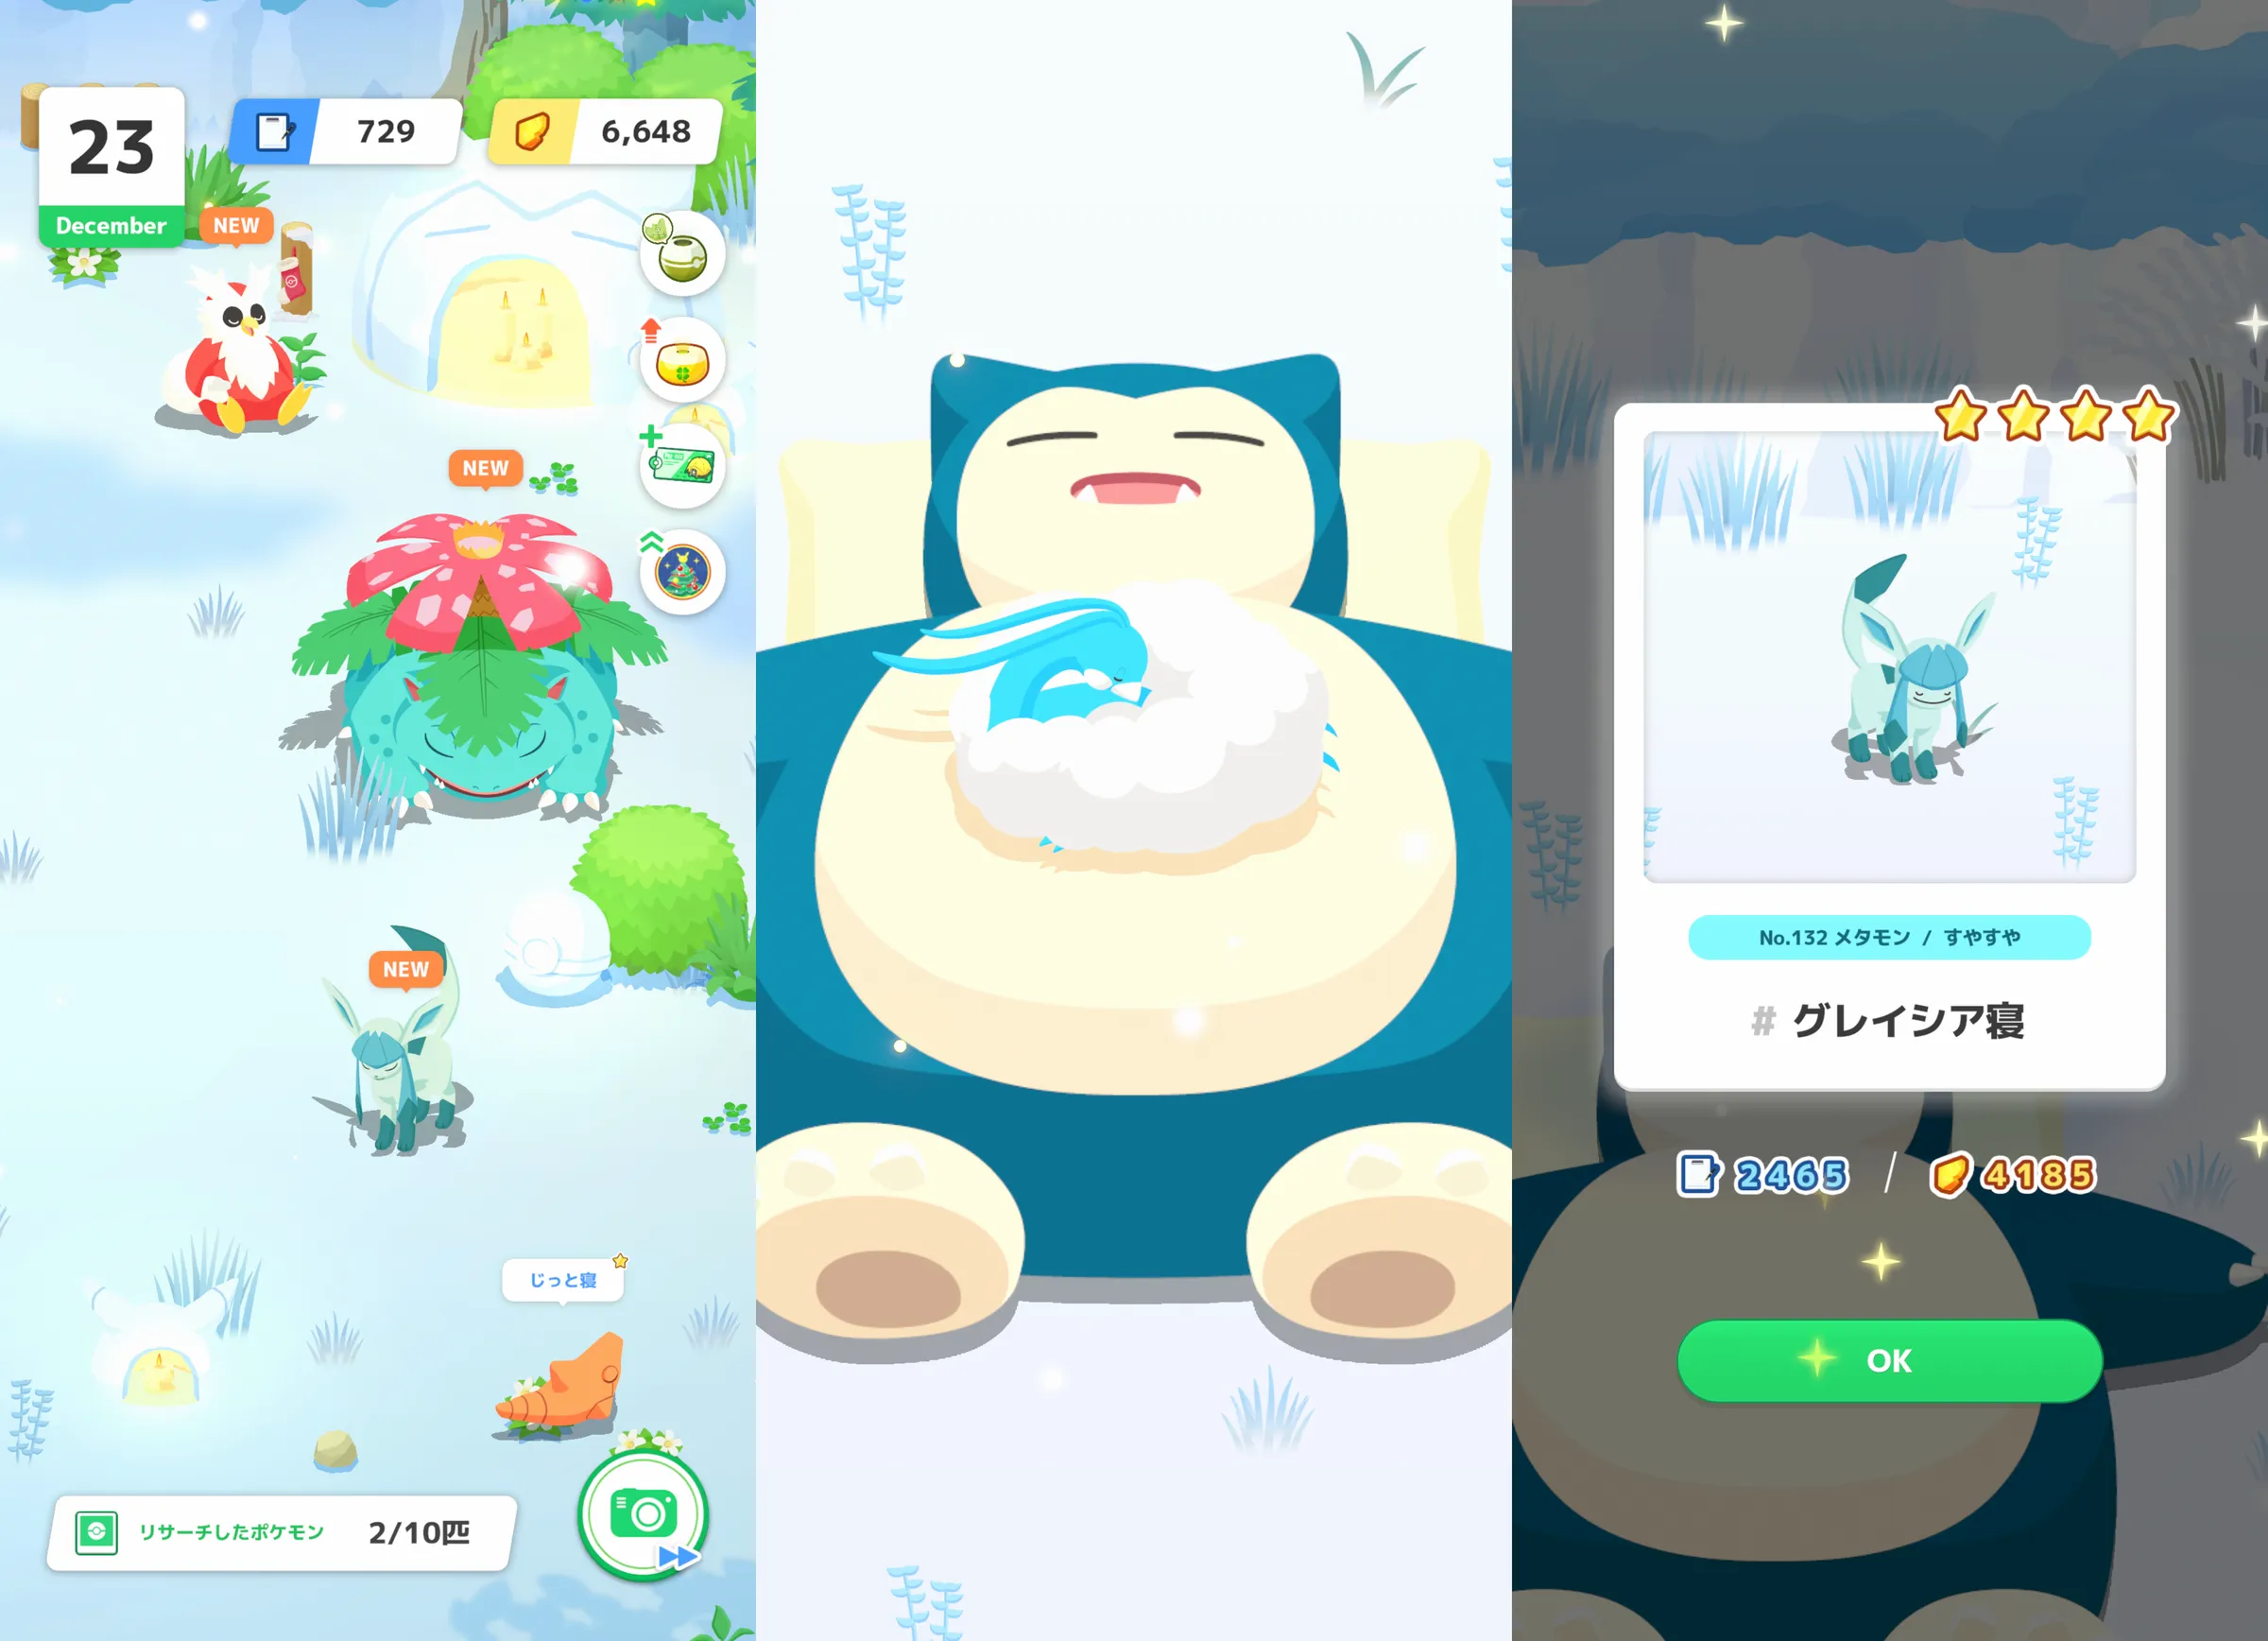 23
December
729
6,648
NEW
NEW
NEW
じっと寝
リサーチしたポケモン 2/10匹
No.132 メタモン / すやすや
# グレイシア寝
2465 / 4185
OK